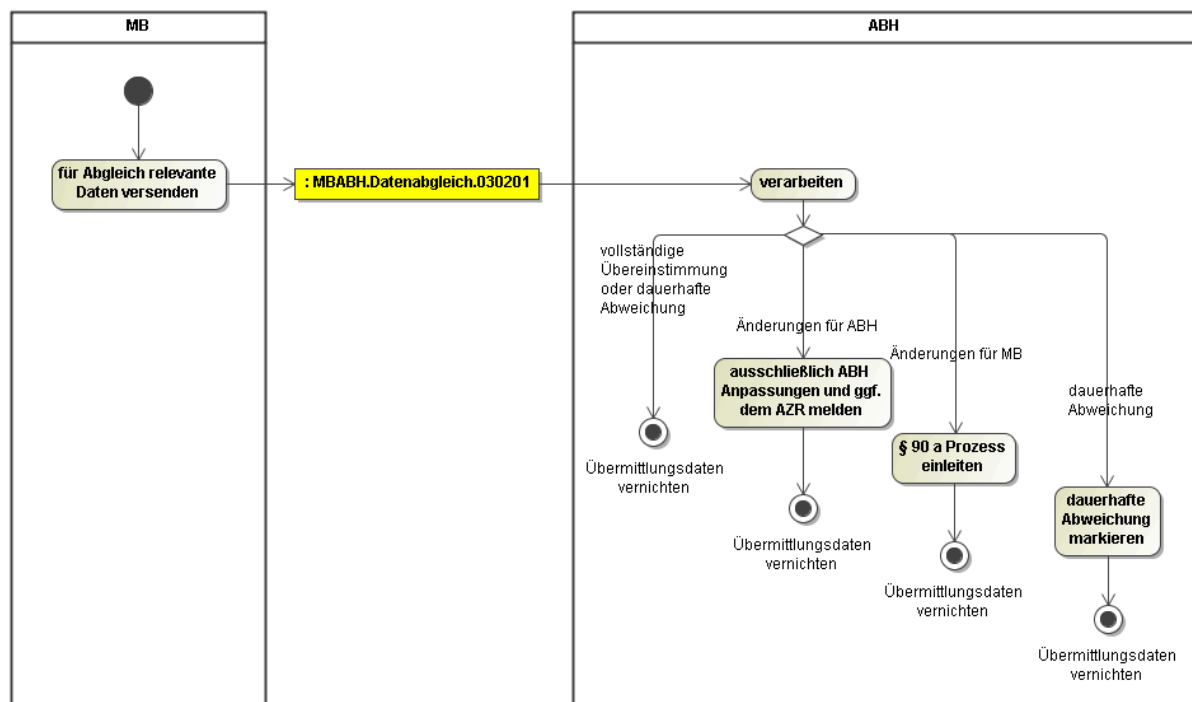 MB
ABH
für Abgleich relevante
Daten versenden
: MBABH.Datenabgleich.030201
verarbeiten
vollständige
Übereinstimmung
oder dauerhafte
Abweichung
Änderungen für ABH
Änderungen für MB
dauerhafte
Abweichung
ausschließlich ABH
Anpassungen und ggf.
dem AZR melden
§ 90 a Prozess
einleiten
dauerhafte
Abweichung
markieren
Übermittlungsdaten
vernichten
Übermittlungsdaten
vernichten
Übermittlungsdaten
vernichten
Übermittlungsdaten
vernichten